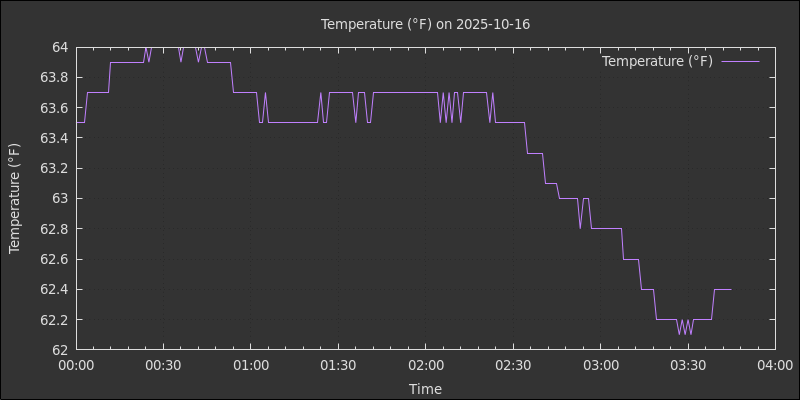 Temperature (°F) on 2025-10-16
Temperature (°F)
64
63.8
63.6
63.4
63.2
63
62.8
62.6
62.4
62.2
62
Temperature (°F)
00:00 00:30 01:00 01:30 02:00 02:30 03:00 03:30 04:00
Time